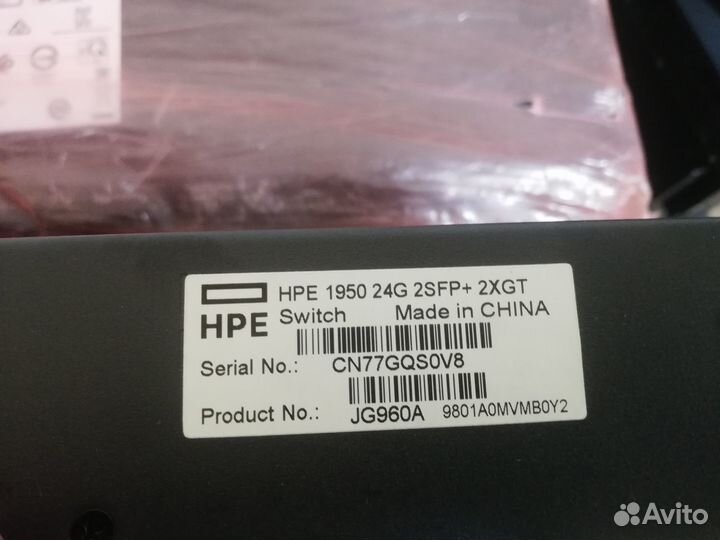 HPE 1950 24G 2SFP+ 2XGT
HPE Switch Made in CHINA
Serial No.: CN77GQS0V8
Product No.: JG960A 9801A0MVMB0Y2
Avito